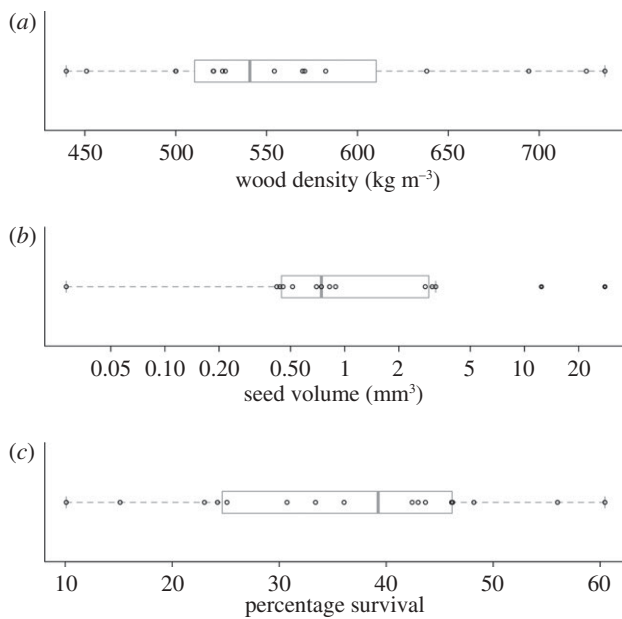 (a)
450 500 550 600 650 700
wood density (kg m⁻³)
(b)
0.05 0.10 0.20 0.50 1 2 5 10 20
seed volume (mm³)
(c)
10 20 30 40 50 60
percentage survival